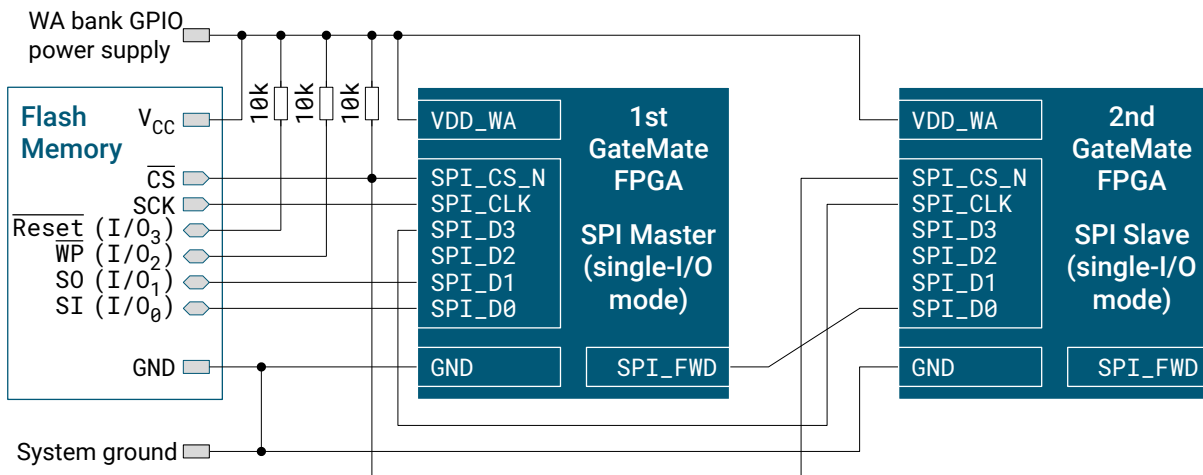 WA bank GPIO
power supply
10k
10k
10k
Flash
Memory
VCC
CS
SCK
Reset (I/O3)
WP (I/O2)
SO (I/O1)
SI (I/O0)
GND
System ground
VDD_WA
SPI_CS_N
SPI_CLK
SPI_D3
SPI_D2
SPI_D1
SPI_D0
GND
1st
GateMate
FPGA
SPI Master
(single-I/O
mode)
SPI_FWD
VDD_WA
SPI_CS_N
SPI_CLK
SPI_D3
SPI_D2
SPI_D1
SPI_D0
GND
2nd
GateMate
FPGA
SPI Slave
(single-I/O
mode)
SPI_FWD